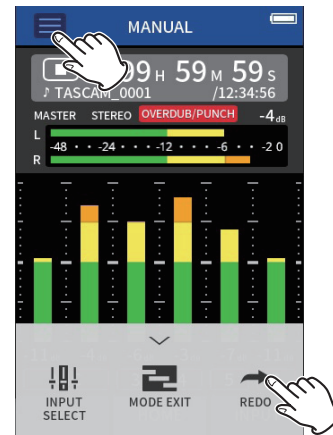 MANUAL
99 H 59 M 59 S
♪ TASCAM_0001 /12:34:56
MASTER STEREO OVERDUB/PUNCH -4dB
L
-48 • • -24 • • • -12 • • • -6 • • -2 0
R
INPUT
SELECT
MODE EXIT
REDO